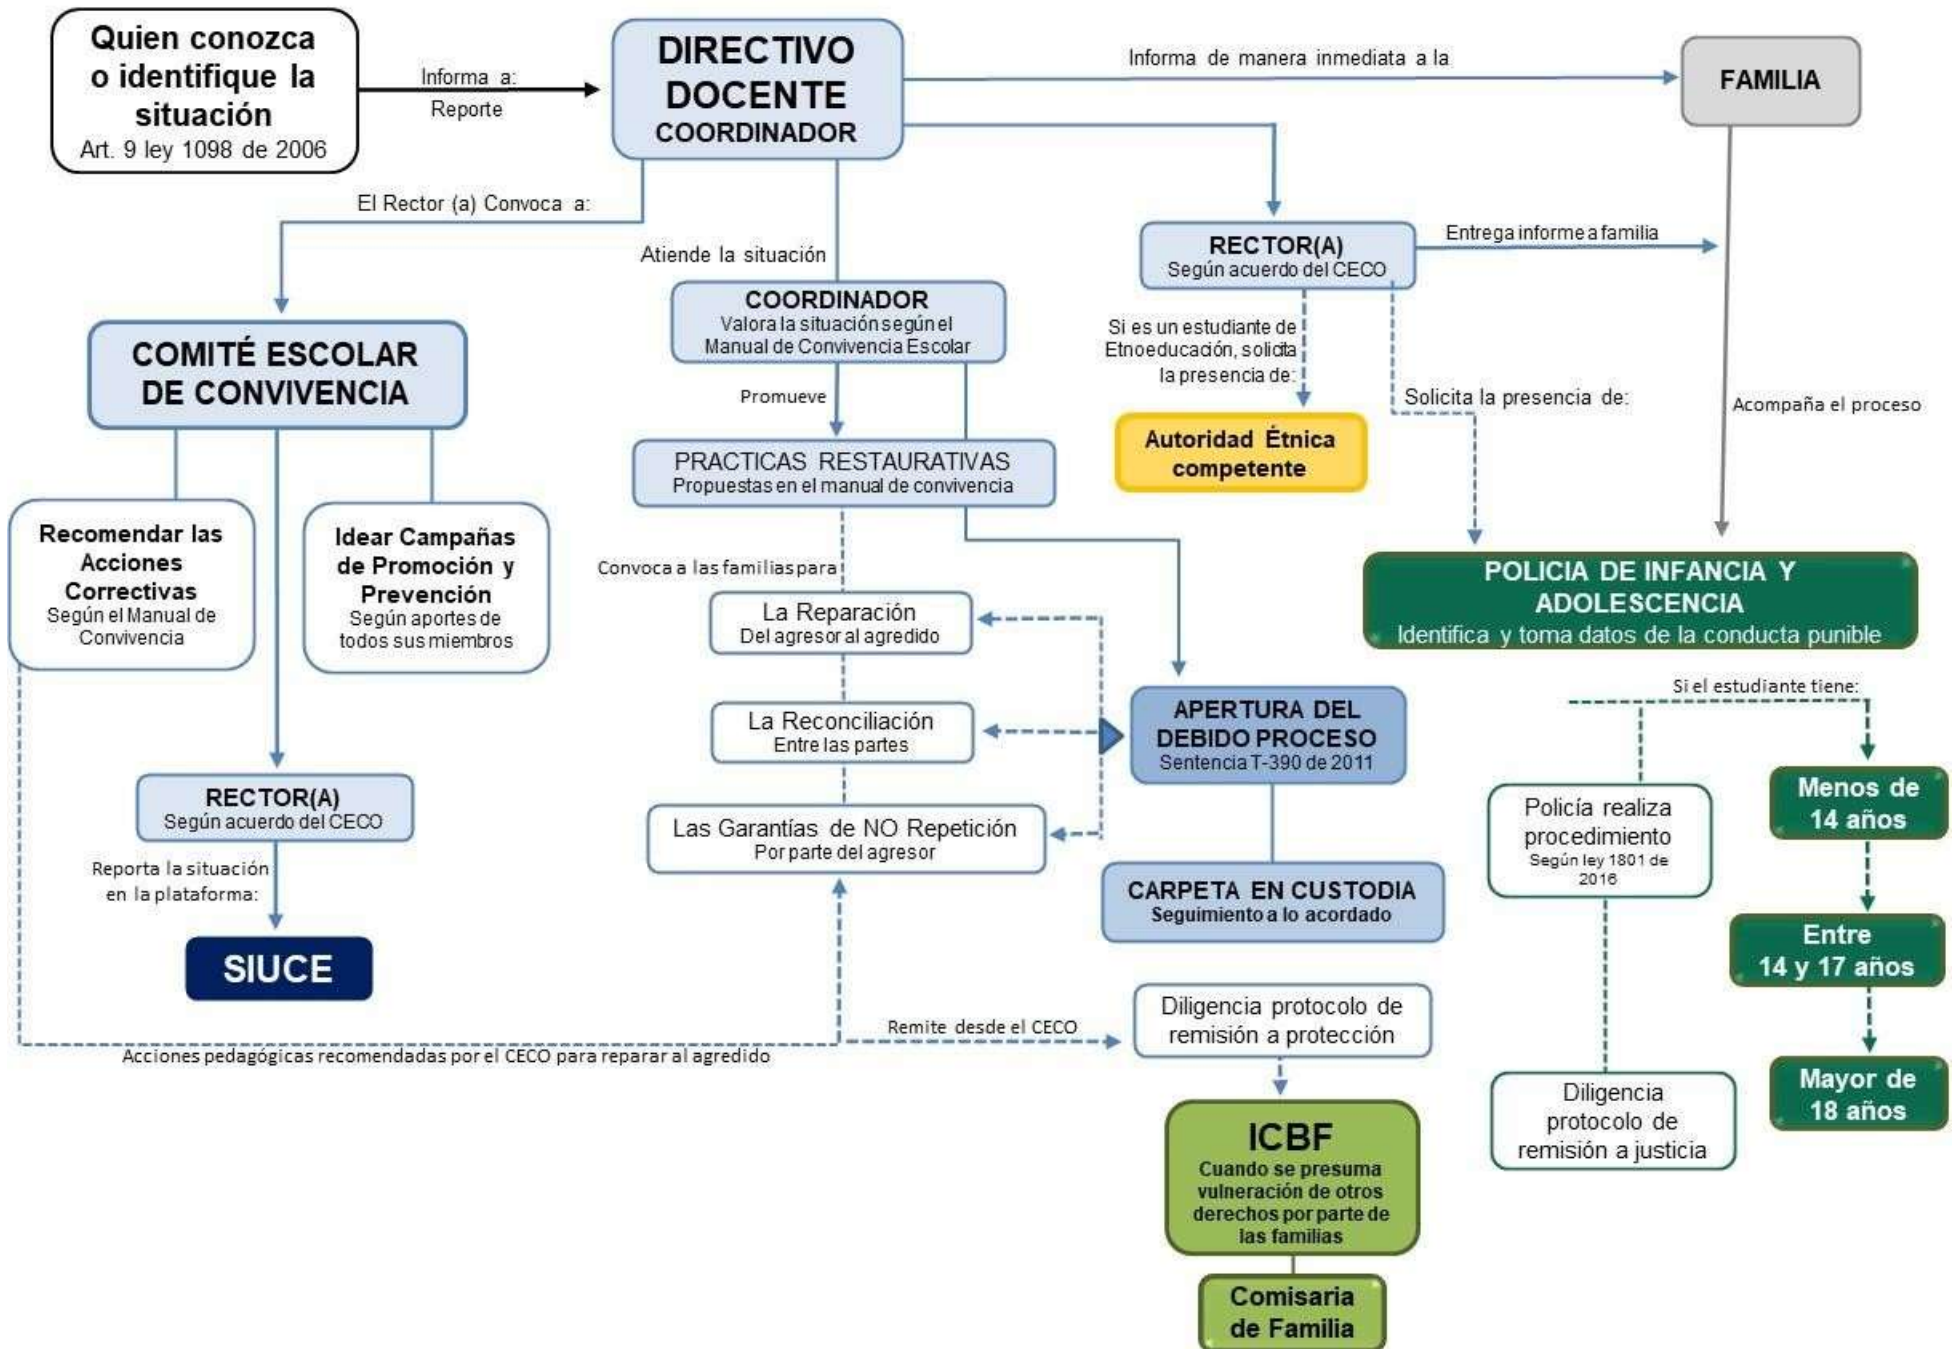 Quien conozca
o identifique la
situación
Art. 9 ley 1098 de 2006
Informa a:
Reporte
DIRECTIVO
DOCENTE
COORDINADOR
Informa de manera inmediata a la
FAMILIA
El Rector (a) Convoca a:
Atiende la situación
RECTOR(A)
Según acuerdo del CECO
Entrega informe a familia
COORDINADOR
Valora la situación según el
Manual de Convivencia Escolar
Si es un estudiante de
Etnoeducación, solicita
la presencia de:
COMITÉ ESCOLAR
DE CONVIVENCIA
Promueve
Solicita la presencia de:
Acompaña el proceso
Autoridad Étnica
competente
PRACTICAS RESTAURATIVAS
Propuestas en el manual de convivencia
Recomendar las
Acciones
Correctivas
Según el Manual de
Convivencia
Idear Campañas
de Promoción y
Prevención
Según aportes de
todos sus miembros
Convoca a las familias para
POLICIA DE INFANCIA Y
ADOLESCENCIA
Identifica y toma datos de la conducta punible
La Reparación
Del agresor al agredido
Si el estudiante tiene:
La Reconciliación
Entre las partes
APERTURA DEL
DEBIDO PROCESO
Sentencia T-390 de 2011
Menos de
14 años
RECTOR(A)
Según acuerdo del CECO
Las Garantías de NO Repetición
Por parte del agresor
Policía realiza
procedimiento
Según ley 1801 de
2016
Reporta la situación
en la plataforma:
CARPETA EN CUSTODIA
Seguimiento a lo acordado
Entre
14 y 17 años
SIUCE
Remite desde el CECO
Diligencia protocolo de
remisión a protección
Acciones pedagógicas recomendadas por el CECO para reparar al agredido
Mayor de
18 años
Diligencia
protocolo de
remisión a justicia
ICBF
Cuando se presuma
vulneración de otros
derechos por parte de
las familias
Comisaria
de Familia